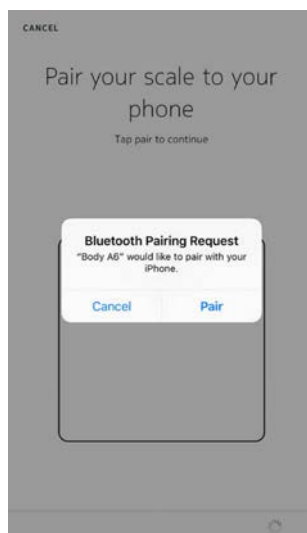 CANCEL
Pair your scale to your
phone
Tap pair to continue
Bluetooth Pairing Request
"Body A6" would like to pair with your
iPhone.
Cancel
Pair